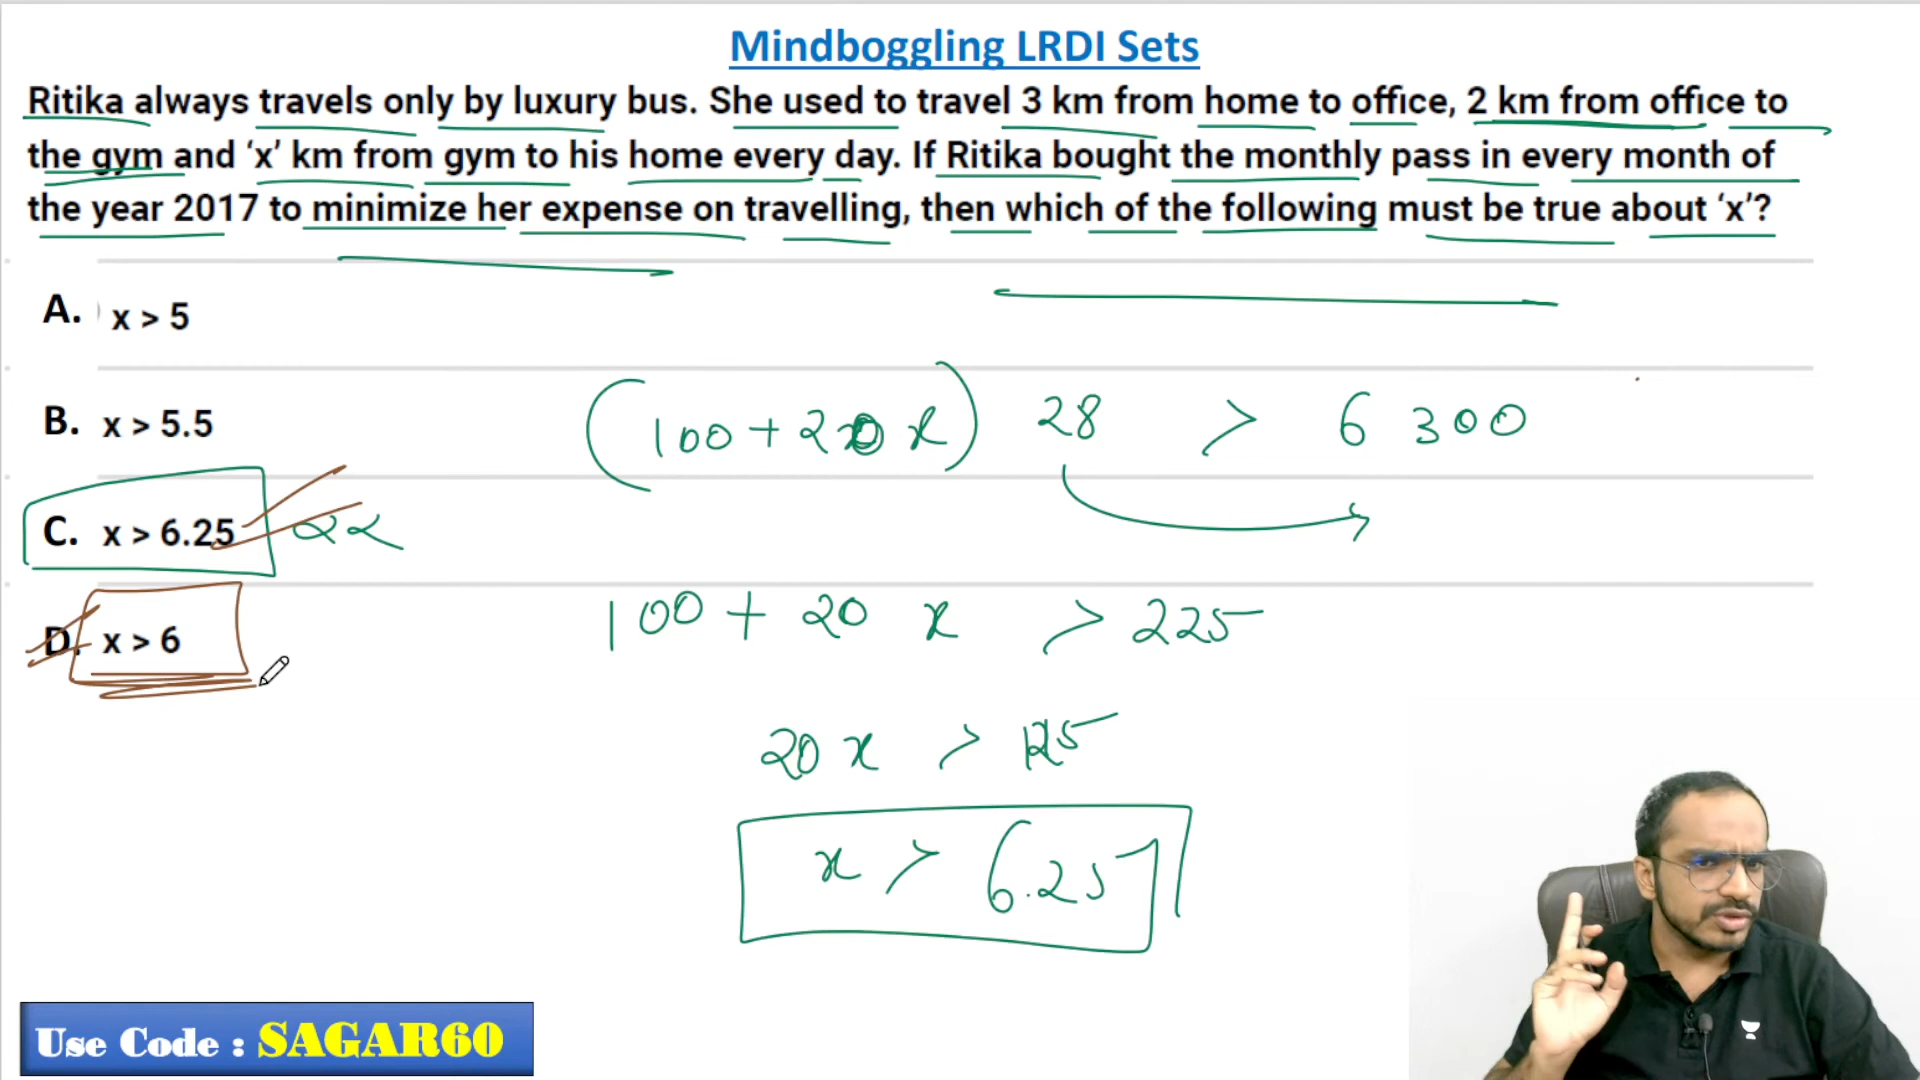 Mindboggling LRDI Sets
Ritika always travels only by luxury bus. She used to travel 3 km from home to office, 2 km from office to
the gym and ‘x’ km from gym to his home every day. If Ritika bought the monthly pass in every month of
the year 2017 to minimize her expense on travelling, then which of the following must be true about ‘x’?
A. x > 5
B. x > 5.5
(100 + 20 x) 28 > 6300
C. x > 6.25
100 + 20 x > 225
D. x > 6
20 x > 125
x > 6.25
Use Code : SAGAR60